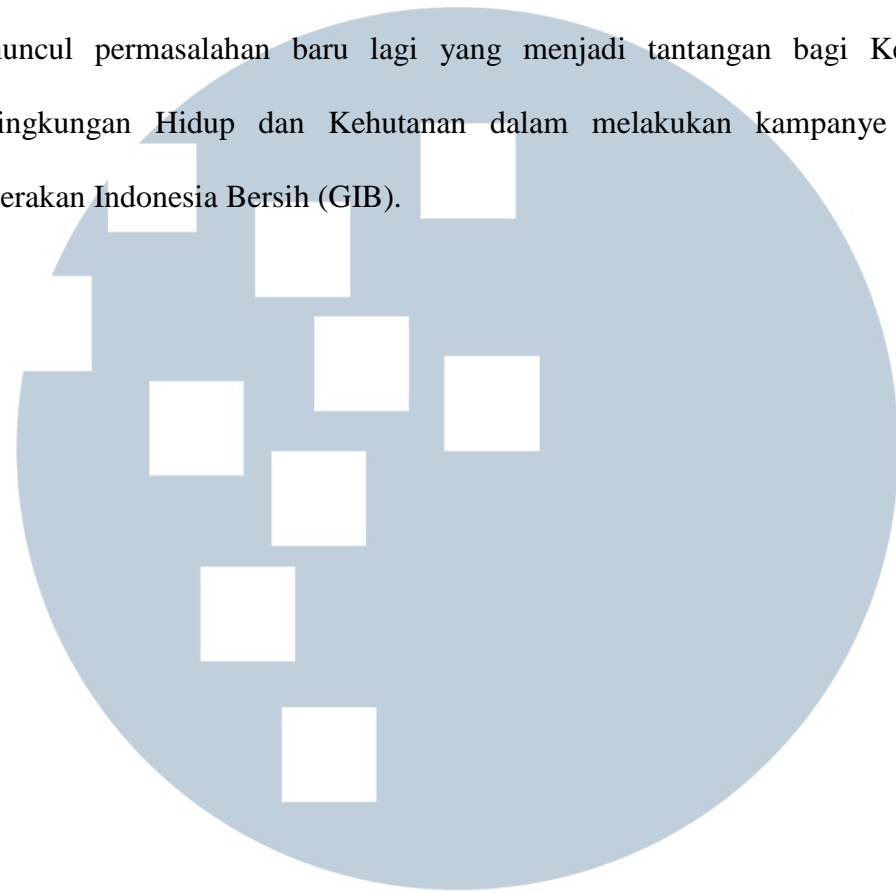 uncul permasalahan baru lagi yang menjadi tantangan bagi
ingkungan Hidup dan Kehutanan dalam melakukan kampanye
erakan Indonesia Bersih (GIB).